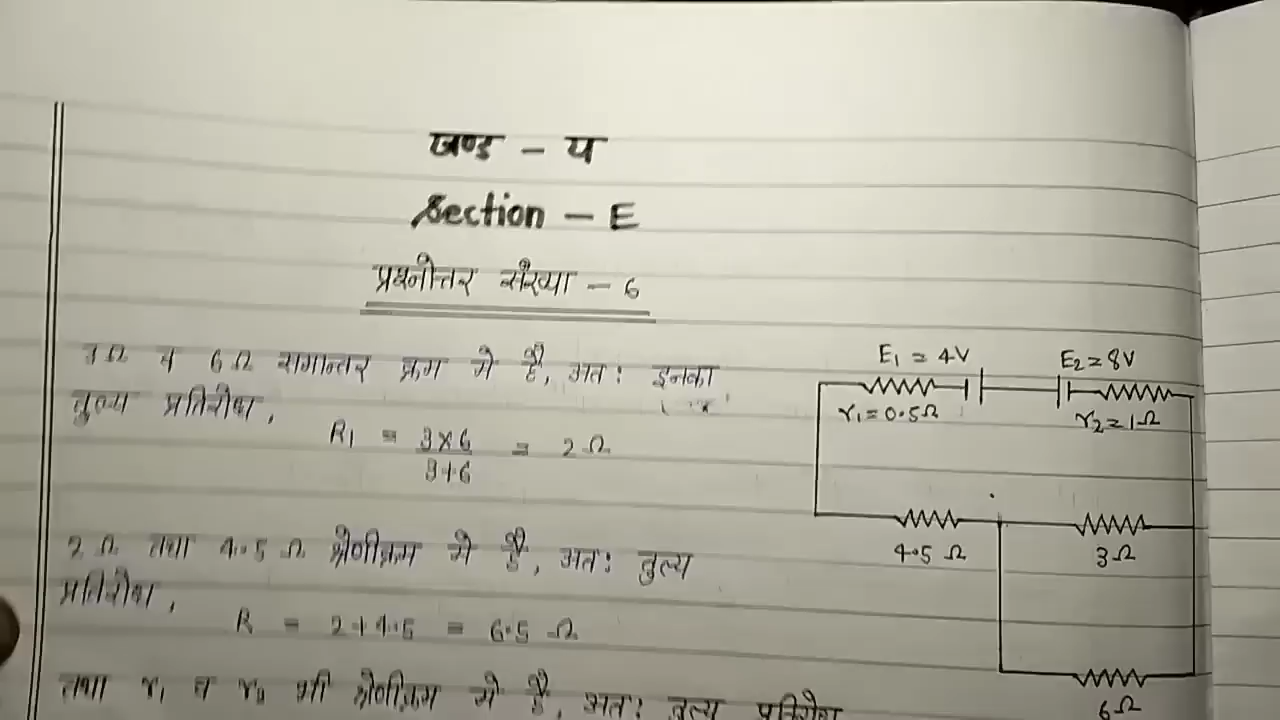 खण्ड - य
Section - E
प्रश्नोत्तर संख्या - 6
3Ω व 6Ω समान्तर क्रम मे है, अतः इनका
तुल्य प्रतिरोध,
R₁ = 3×6/3+6 = 2Ω
2Ω तथा 4.5Ω श्रेणीक्रम मे है, अतः तुल्य
प्रतिरोध,
R = 2+4.5 = 6.5 Ω
तथा r₁ व r₂ भी श्रेणीक्रम मे है, अतः तुल्य प्रतिरोध
E₁ = 4V E₂ = 8V
r₁ = 0.5Ω r₂ = 1Ω
4.5 Ω 3Ω
6Ω